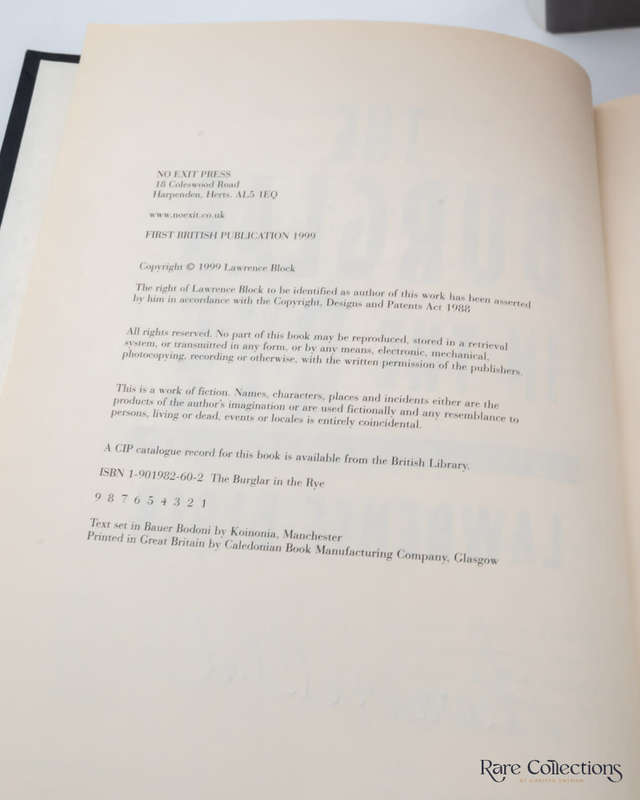 NO EXIT PRESS
18 Coleswood Road
Harpenden, Herts. AL5 1EQ
www.noexit.co.uk
FIRST BRITISH PUBLICATION 1999
Copyright © 1999 Lawrence Block
The right of Lawrence Block to be identified as author of this work has been asserted
by him in accordance with the Copyright, Designs and Patents Act 1988
All rights reserved. No part of this book may be reproduced, stored in a retrieval
system, or transmitted in any form, or by any means, electronic, mechanical,
photocopying, recording or otherwise, with the written permission of the publishers.
This is a work of fiction. Names, characters, places and incidents either are the
products of the author's imagination or are used fictionally and any resemblance to
persons, living or dead, events or locales is entirely coincidental.
A CIP catalogue record for this book is available from the British Library.
ISBN 1-901982-60-2 The Burglar in the Rye
9 8 7 6 5 4 3 2 1
Text set in Bauer Bodoni by Koinonia, Manchester
Printed in Great Britain by Caledonian Book Manufacturing Company, Glasgow
Rare Collections